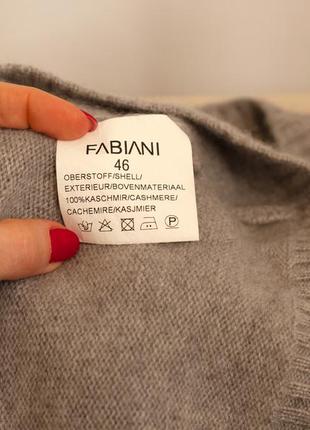 FABIANI
46
OBERSTOFF/SHELL/
EXTERIEUR/BOVENMATERIAAL
100%KASCHMIR/CASHMERE/
CACHEMIRE/KASJMIER
P